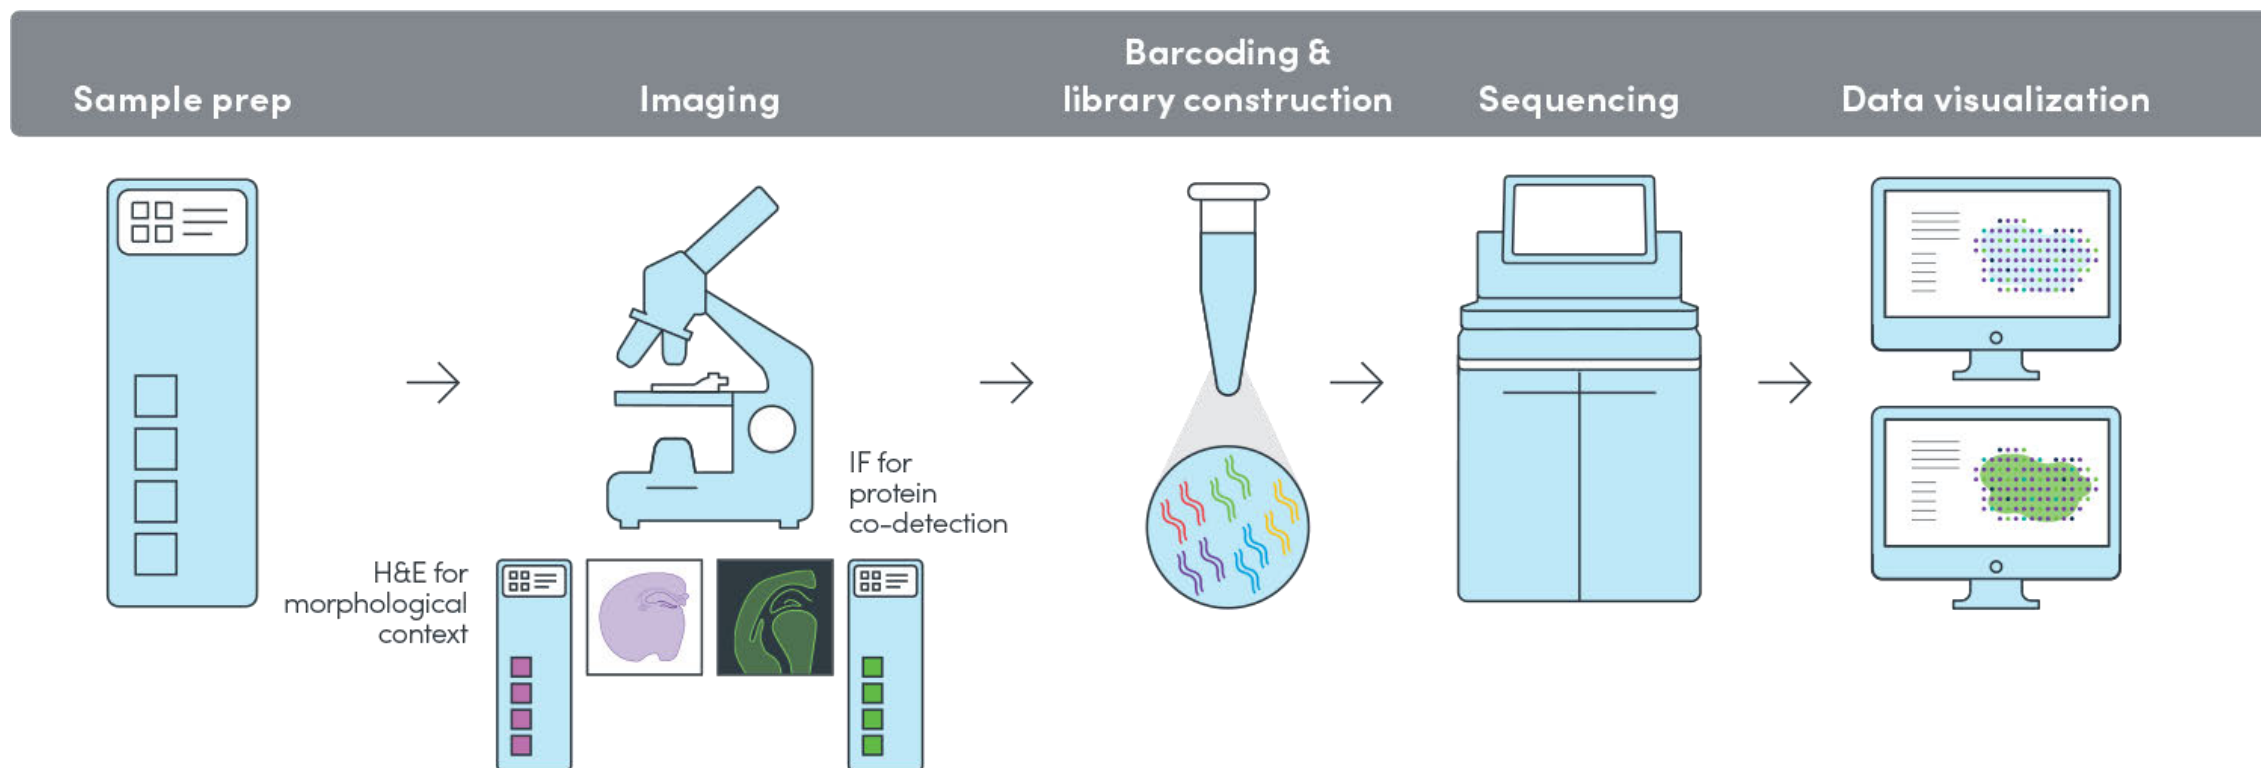 Sample prep
Imaging
Barcoding &
library construction
Sequencing
Data visualization
IF for
protein
co-detection
H&E for
morphological
context